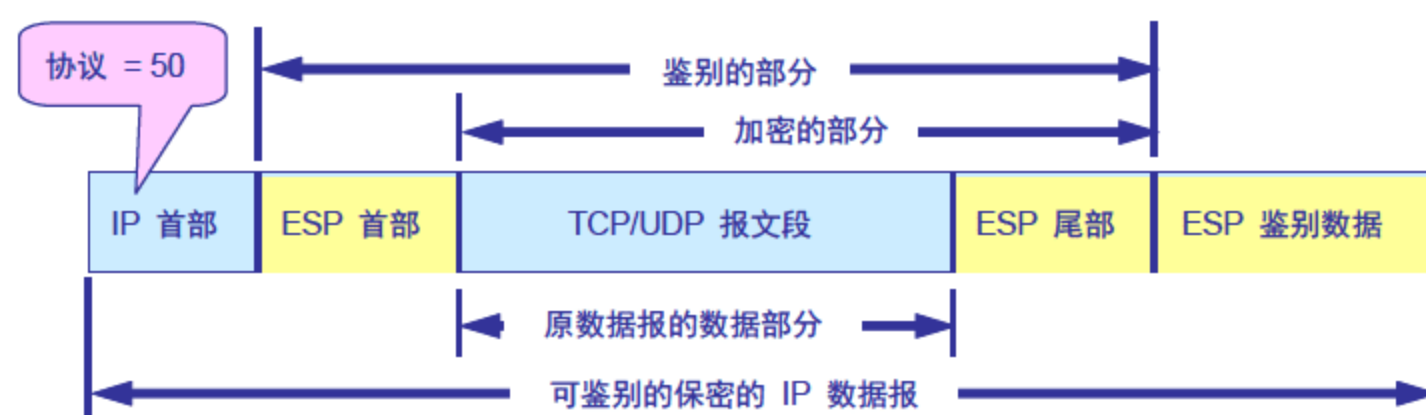 协议 = 50
鉴别的部分
加密的部分
IP 首部
ESP 首部
TCP/UDP 报文段
ESP 尾部
ESP 鉴别数据
原数据报的数据部分
可鉴别的保密的 IP 数据报